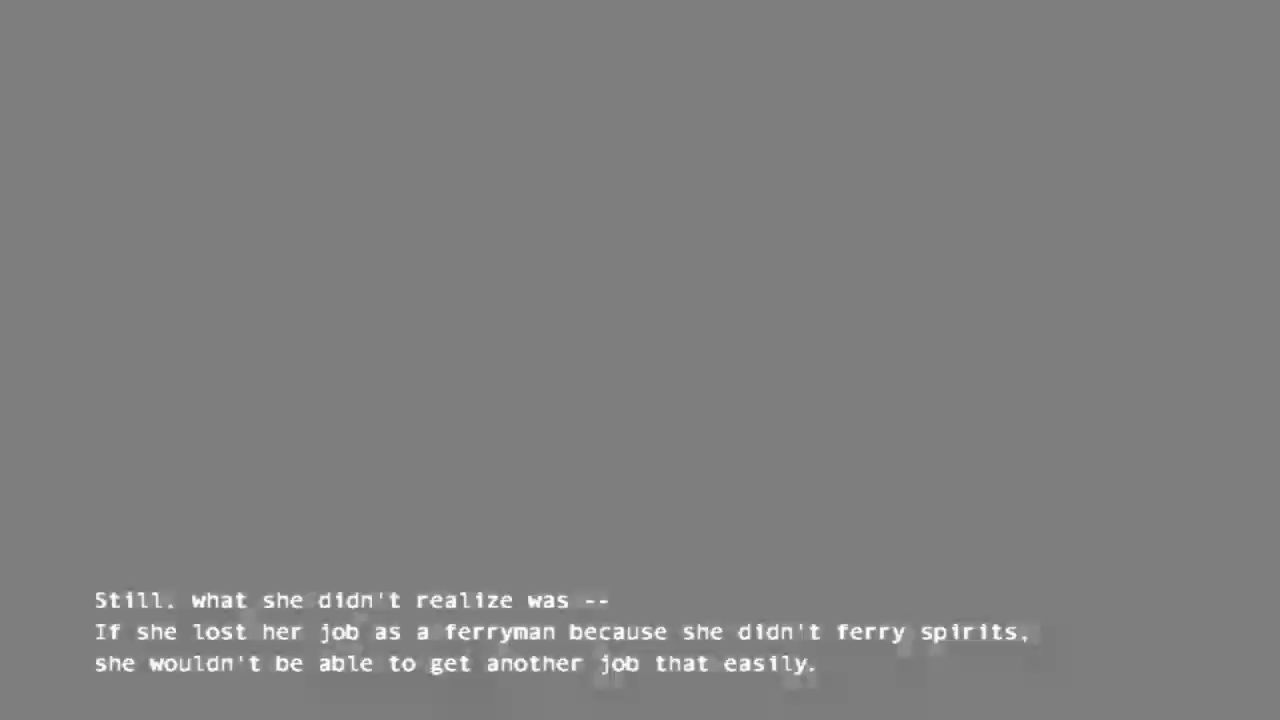 Still, what she didn't realize was --
If she lost her job as a ferryman because she didn't ferry spirits,
she wouldn't be able to get another job that easily.